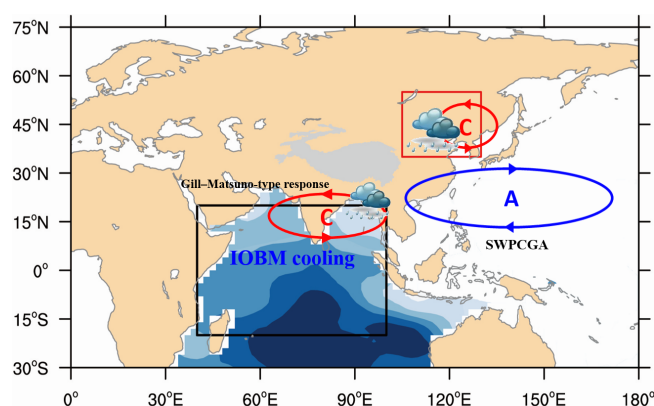 75°N
60°N
45°N
30°N
15°N
0°
15°S
30°S
C
Gill–Matsuno-type response
C
A
SWPCGA
IOBM cooling
0°
30°E
60°E
90°E
120°E
150°E
180°